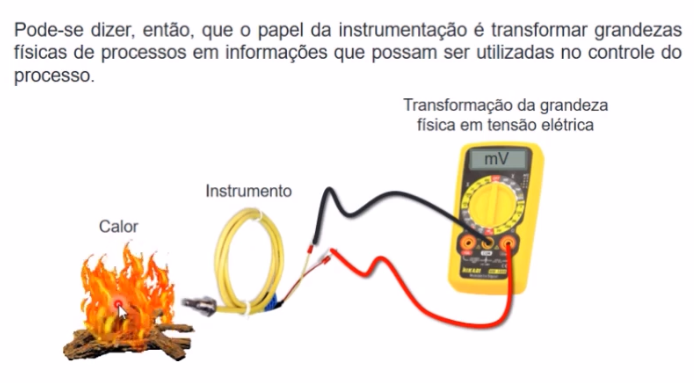 Pode-se dizer, então, que o papel da instrumentação é transformar grandezas
físicas de processos em informações que possam ser utilizadas no controle do
processo.
Transformação da grandeza
física em tensão elétrica
mV
Instrumento
Calor